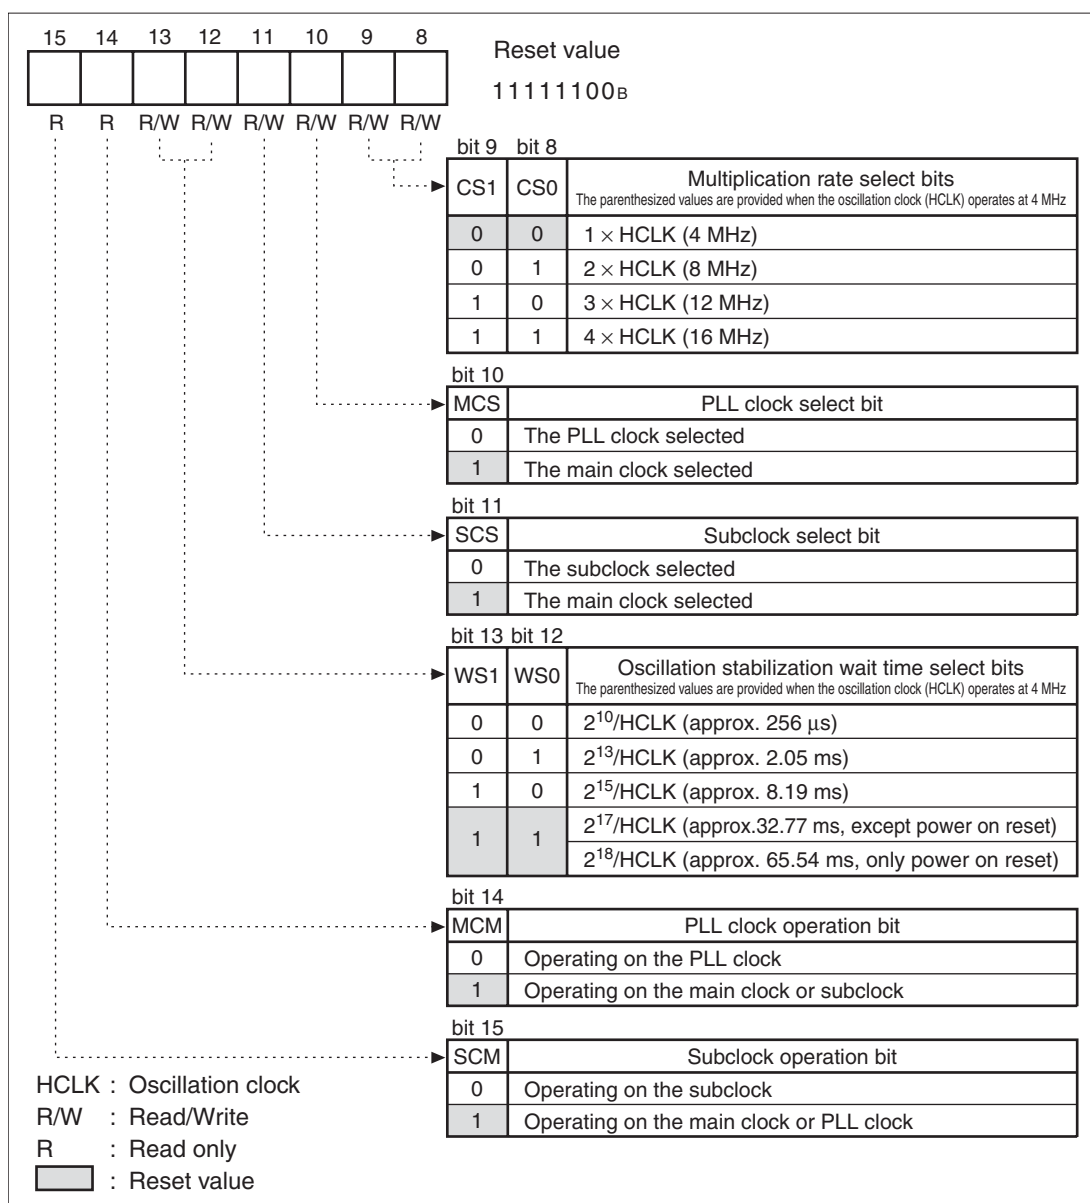 15 14 13 12 11 10 9 8
Reset value
11111100B
R R R/W R/W R/W R/W R/W R/W
bit 9 bit 8
CS1 CS0 Multiplication rate select bits
The parenthesized values are provided when the oscillation clock (HCLK) operates at 4 MHz
0 0 1 × HCLK (4 MHz)
0 1 2 × HCLK (8 MHz)
1 0 3 × HCLK (12 MHz)
1 1 4 × HCLK (16 MHz)
bit 10
MCS PLL clock select bit
0 The PLL clock selected
1 The main clock selected
bit 11
SCS Subclock select bit
0 The subclock selected
1 The main clock selected
bit 13 bit 12
WS1 WS0 Oscillation stabilization wait time select bits
The parenthesized values are provided when the oscillation clock (HCLK) operates at 4 MHz
0 0 2¹⁰/HCLK (approx. 256 μs)
0 1 2¹³/HCLK (approx. 2.05 ms)
1 0 2¹⁵/HCLK (approx. 8.19 ms)
1 1 2¹⁷/HCLK (approx.32.77 ms, except power on reset)
2¹⁸/HCLK (approx. 65.54 ms, only power on reset)
bit 14
MCM PLL clock operation bit
0 Operating on the PLL clock
1 Operating on the main clock or subclock
bit 15
SCM Subclock operation bit
0 Operating on the subclock
1 Operating on the main clock or PLL clock
HCLK : Oscillation clock
R/W : Read/Write
R : Read only
: Reset value